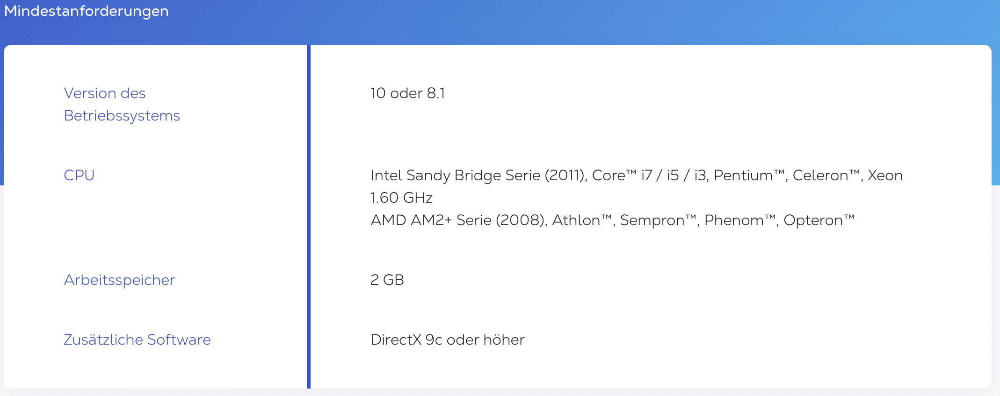 Mindestanforderungen
Version des
Betriebssystems
10 oder 8.1
CPU
Intel Sandy Bridge Serie (2011), Core™ i7 / i5 / i3, Pentium™, Celeron™, Xeon
1.60 GHz
AMD AM2+ Serie (2008), Athlon™, Sempron™, Phenom™, Opteron™
Arbeitsspeicher
2 GB
Zusätzliche Software
DirectX 9c oder höher